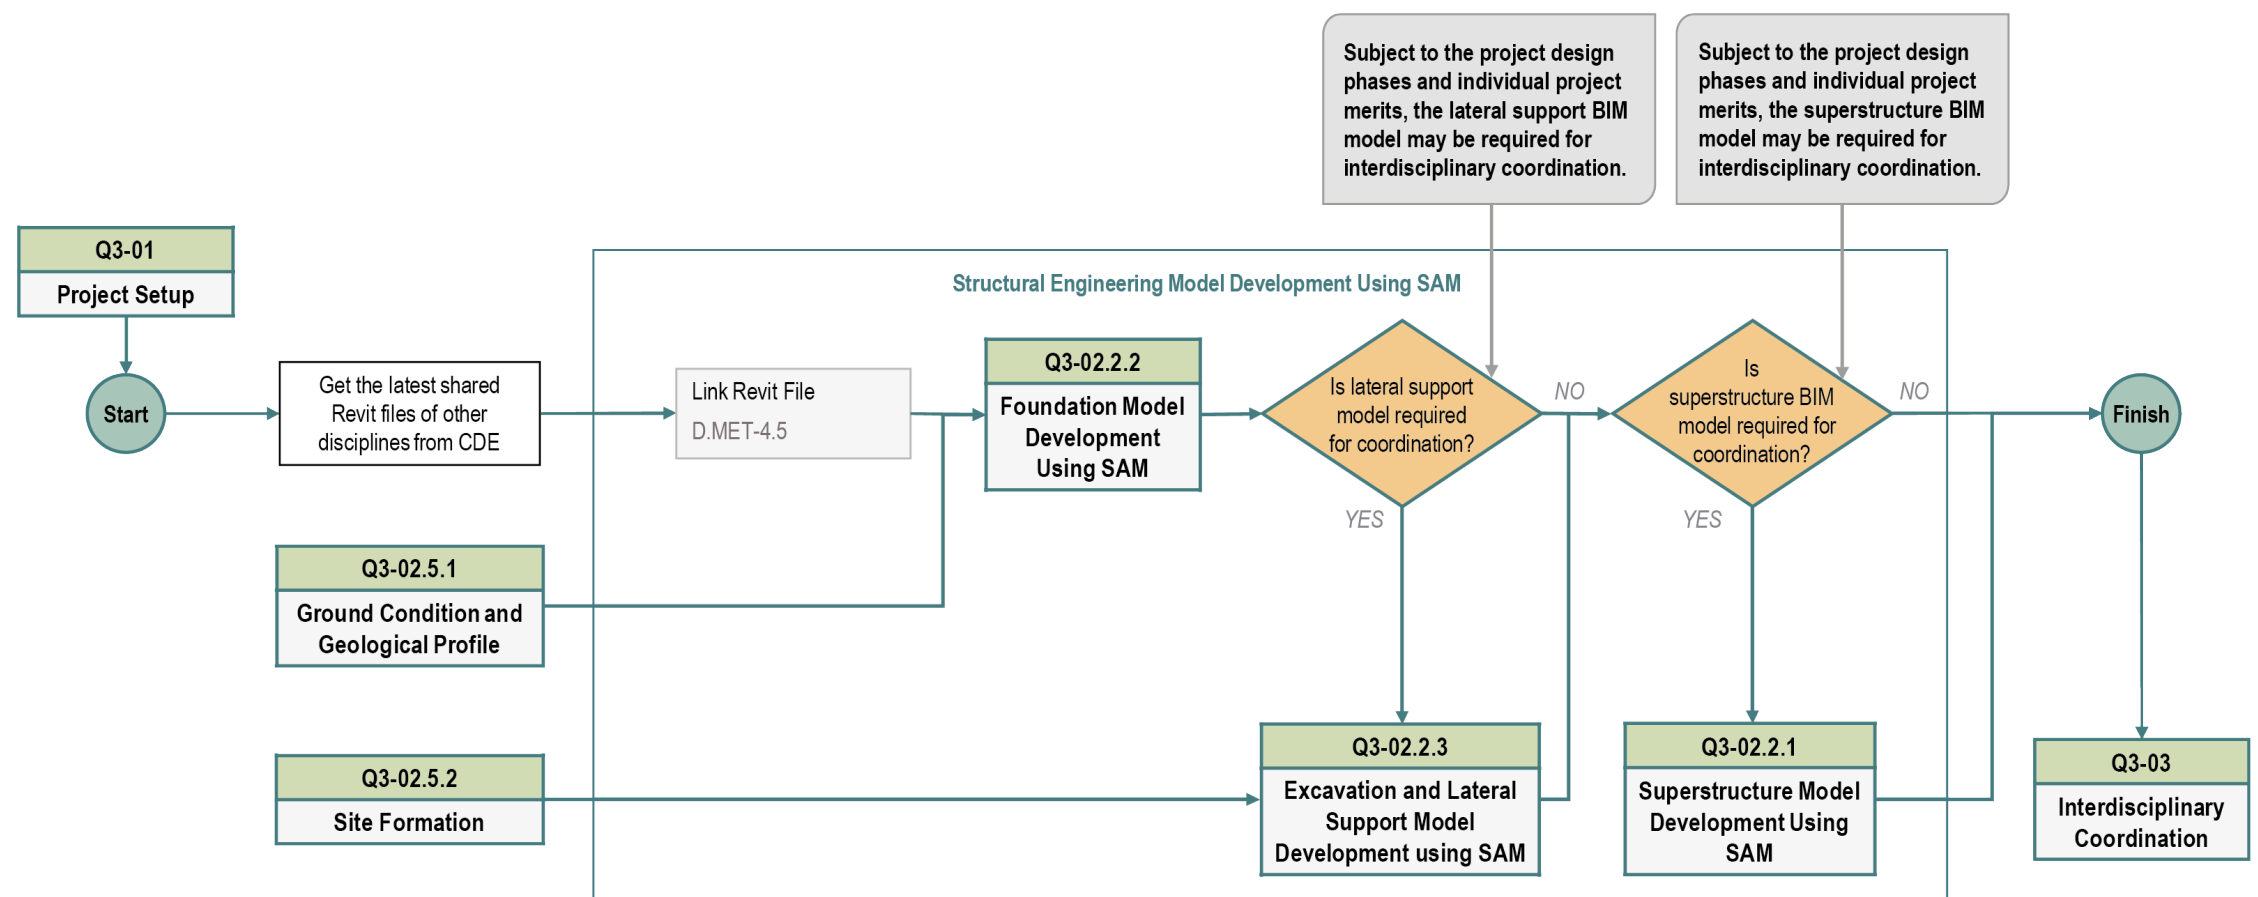 Subject to the project design
phases and individual project
merits, the lateral support BIM
model may be required for
interdisciplinary coordination.
Subject to the project design
phases and individual project
merits, the superstructure BIM
model may be required for
interdisciplinary coordination.
Q3-01
Project Setup
Structural Engineering Model Development Using SAM
Start
Get the latest shared
Revit files of other
disciplines from CDE
Link Revit File
D.MET-4.5
Q3-02.2.2
Foundation Model
Development
Using SAM
Is lateral support
model required
for coordination?
NO
YES
Is
superstructure BIM
model required for
coordination?
NO
YES
Finish
Q3-02.5.1
Ground Condition and
Geological Profile
Q3-02.5.2
Site Formation
Q3-02.2.3
Excavation and Lateral
Support Model
Development using SAM
Q3-02.2.1
Superstructure Model
Development Using
SAM
Q3-03
Interdisciplinary
Coordination